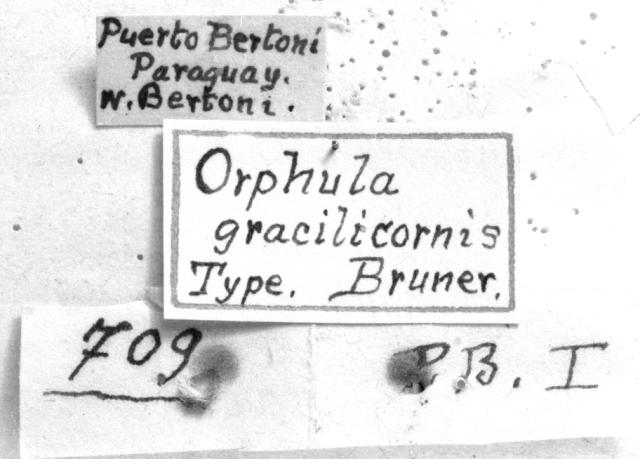 Puerto Bertoni
Paraguay.
W. Bertoni.
Orphula
gracilicornis
Type. Bruner.
709
P.B. I